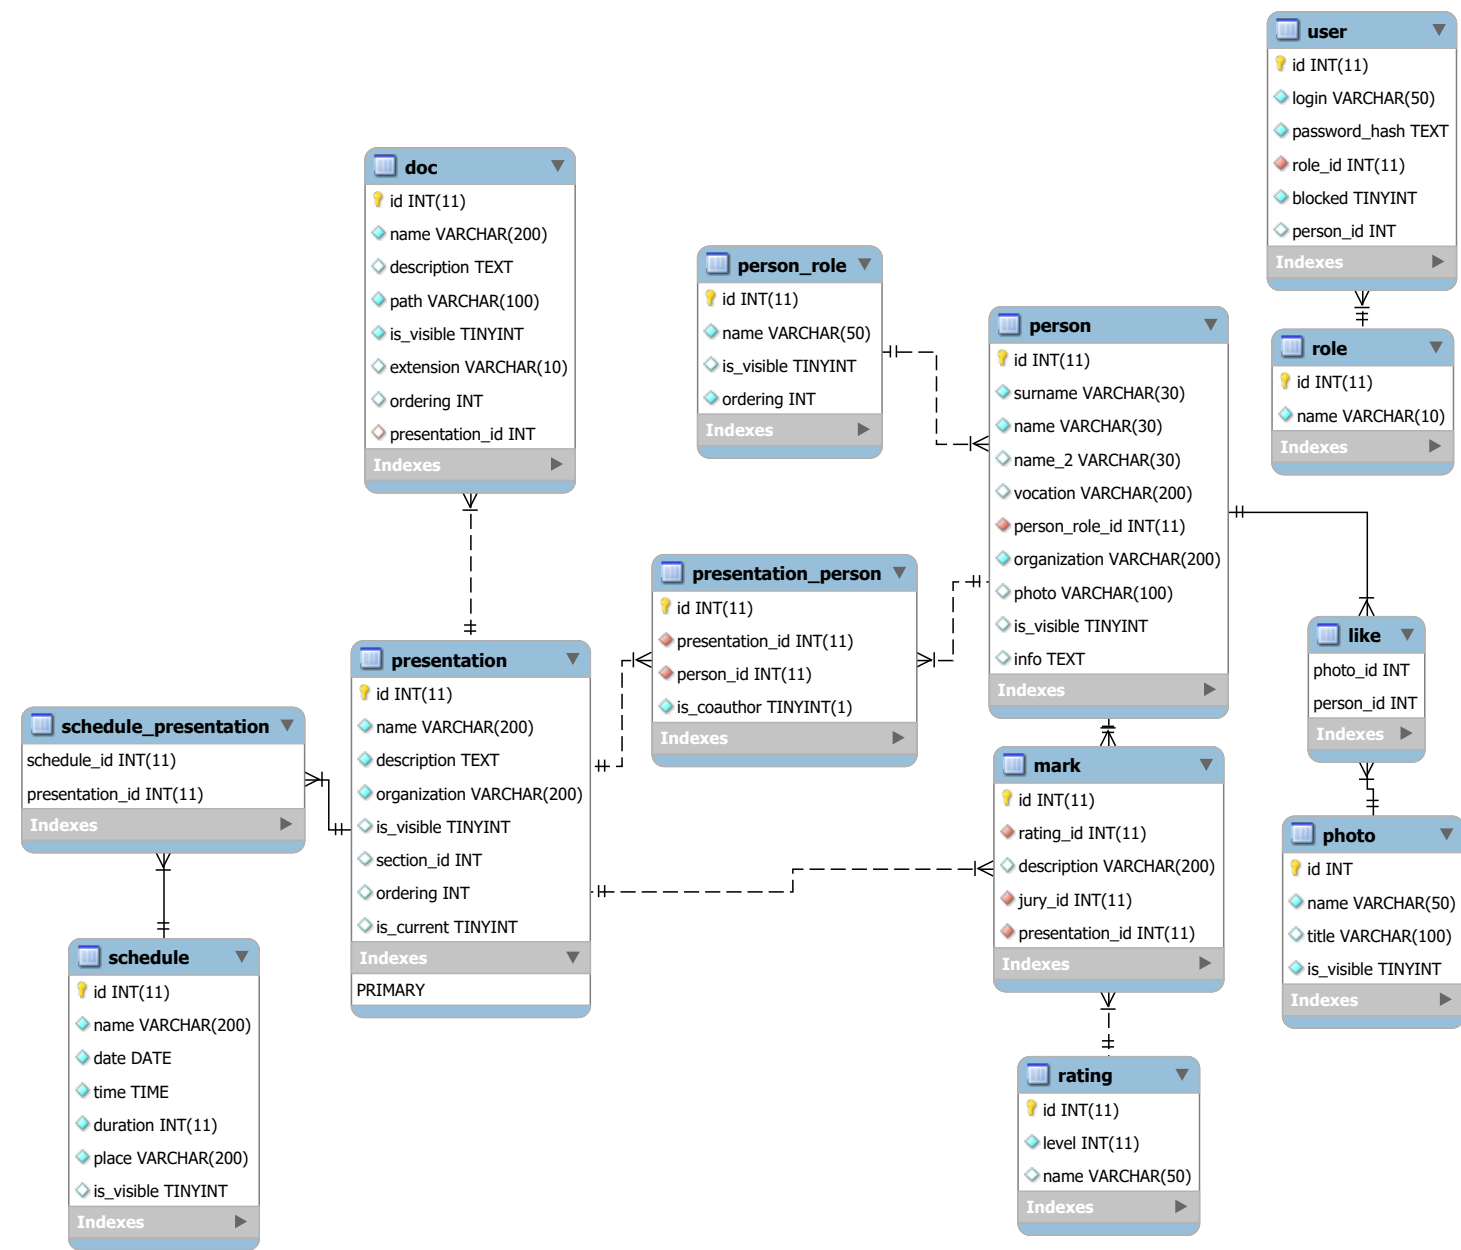 user
id INT(11)
login VARCHAR(50)
password_hash TEXT
role_id INT(11)
blocked TINYINT
person_id INT
Indexes
doc
id INT(11)
name VARCHAR(200)
description TEXT
path VARCHAR(100)
is_visible TINYINT
extension VARCHAR(10)
ordering INT
presentation_id INT
Indexes
person_role
id INT(11)
name VARCHAR(50)
is_visible TINYINT
ordering INT
Indexes
person
id INT(11)
surname VARCHAR(30)
name VARCHAR(30)
name_2 VARCHAR(30)
vocation VARCHAR(200)
person_role_id INT(11)
organization VARCHAR(200)
photo VARCHAR(100)
is_visible TINYINT
info TEXT
Indexes
role
id INT(11)
name VARCHAR(10)
Indexes
presentation_person
id INT(11)
presentation_id INT(11)
person_id INT(11)
is_coauthor TINYINT(1)
Indexes
like
photo_id INT
person_id INT
Indexes
presentation
id INT(11)
name VARCHAR(200)
description TEXT
organization VARCHAR(200)
is_visible TINYINT
section_id INT
ordering INT
is_current TINYINT
Indexes
PRIMARY
schedule_presentation
schedule_id INT(11)
presentation_id INT(11)
Indexes
mark
id INT(11)
rating_id INT(11)
description VARCHAR(200)
jury_id INT(11)
presentation_id INT(11)
Indexes
photo
id INT
name VARCHAR(50)
title VARCHAR(100)
is_visible TINYINT
Indexes
schedule
id INT(11)
name VARCHAR(200)
date DATE
time TIME
duration INT(11)
place VARCHAR(200)
is_visible TINYINT
Indexes
rating
id INT(11)
level INT(11)
name VARCHAR(50)
Indexes